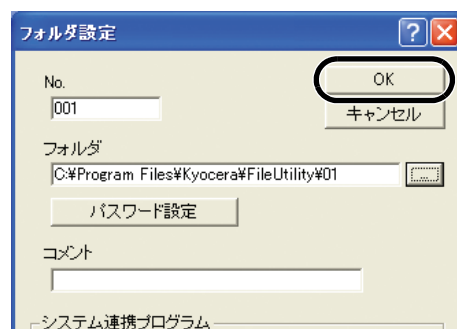 フォルダ設定
No.
001
OK
キャンセル
フォルダ
C:¥Program Files¥Kyocera¥FileUtility¥01
...
パスワード設定
コメント
システム連携プログラム